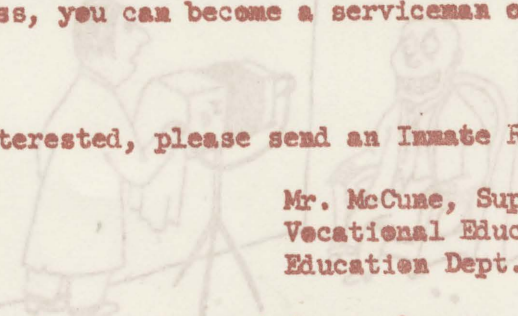 ss, you can become a serviceman o
terested, please send an Inmate R
Mr. McCune, Sup
Vocational Educ
Education Dept.